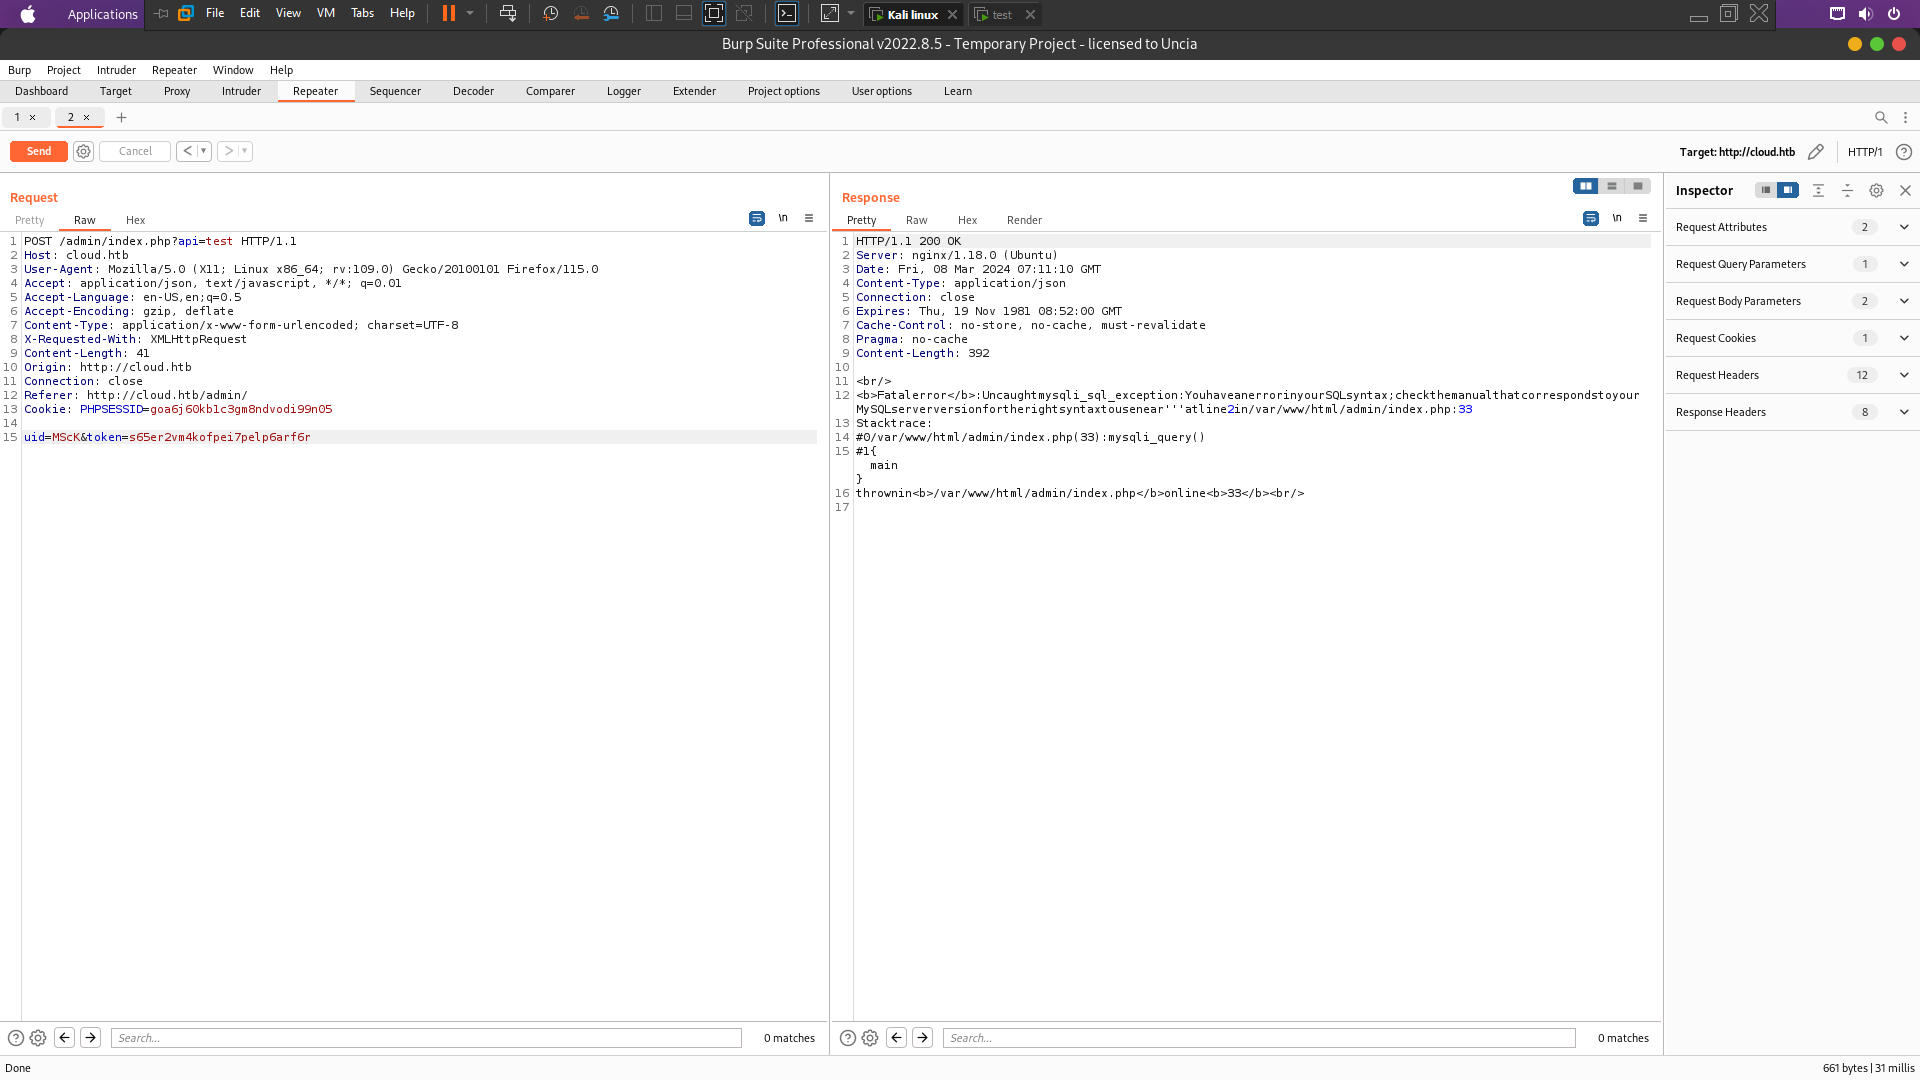 Applications File Edit View VM Tabs Help Kali linux test
Burp Suite Professional v2022.8.5 - Temporary Project - licensed to Uncia
Burp Project Intruder Repeater Window Help
Dashboard Target Proxy Intruder Repeater Sequencer Decoder Comparer Logger Extender Project options User options Learn
1 × 2 × +
Send Cancel < > Target: http://cloud.htb HTTP/1 ?
Request
Pretty Raw Hex \n
1 POST /admin/index.php?api=test HTTP/1.1
2 Host: cloud.htb
3 User-Agent: Mozilla/5.0 (X11; Linux x86_64; rv:109.0) Gecko/20100101 Firefox/115.0
4 Accept: application/json, text/javascript, */*; q=0.01
5 Accept-Language: en-US,en;q=0.5
6 Accept-Encoding: gzip, deflate
7 Content-Type: application/x-www-form-urlencoded; charset=UTF-8
8 X-Requested-With: XMLHttpRequest
9 Content-Length: 41
10 Origin: http://cloud.htb
11 Connection: close
12 Referer: http://cloud.htb/admin/
13 Cookie: PHPSESSID=goa6j60kb1c3gm8ndvodi99n05
14
15 uid=MScK&token=s65er2vm4kofpei7pelp6arf6r
Search... 0 matches
Response
Pretty Raw Hex Render \n
1 HTTP/1.1 200 OK
2 Server: nginx/1.18.0 (Ubuntu)
3 Date: Fri, 08 Mar 2024 07:11:10 GMT
4 Content-Type: application/json
5 Connection: close
6 Expires: Thu, 19 Nov 1981 08:52:00 GMT
7 Cache-Control: no-store, no-cache, must-revalidate
8 Pragma: no-cache
9 Content-Length: 392
10
11 <br/>
12 <b>Fatalerror</b>:Uncaughtmysqli_sql_exception:YouhaveanerrorinyourSQLsyntax;checkthemanualthatcorrespondstoyour
MySQLserverversionfortherightsyntaxtousenear'''atline2in/var/www/html/admin/index.php:33
13 Stacktrace:
14 #0/var/www/html/admin/index.php(33):mysqli_query()
15 #1{
main
}
16 thrownin<b>/var/www/html/admin/index.php</b>online<b>33</b><br/>
17
Search... 0 matches
Inspector
Request Attributes 2
Request Query Parameters 1
Request Body Parameters 2
Request Cookies 1
Request Headers 12
Response Headers 8
Done 661 bytes | 31 millis